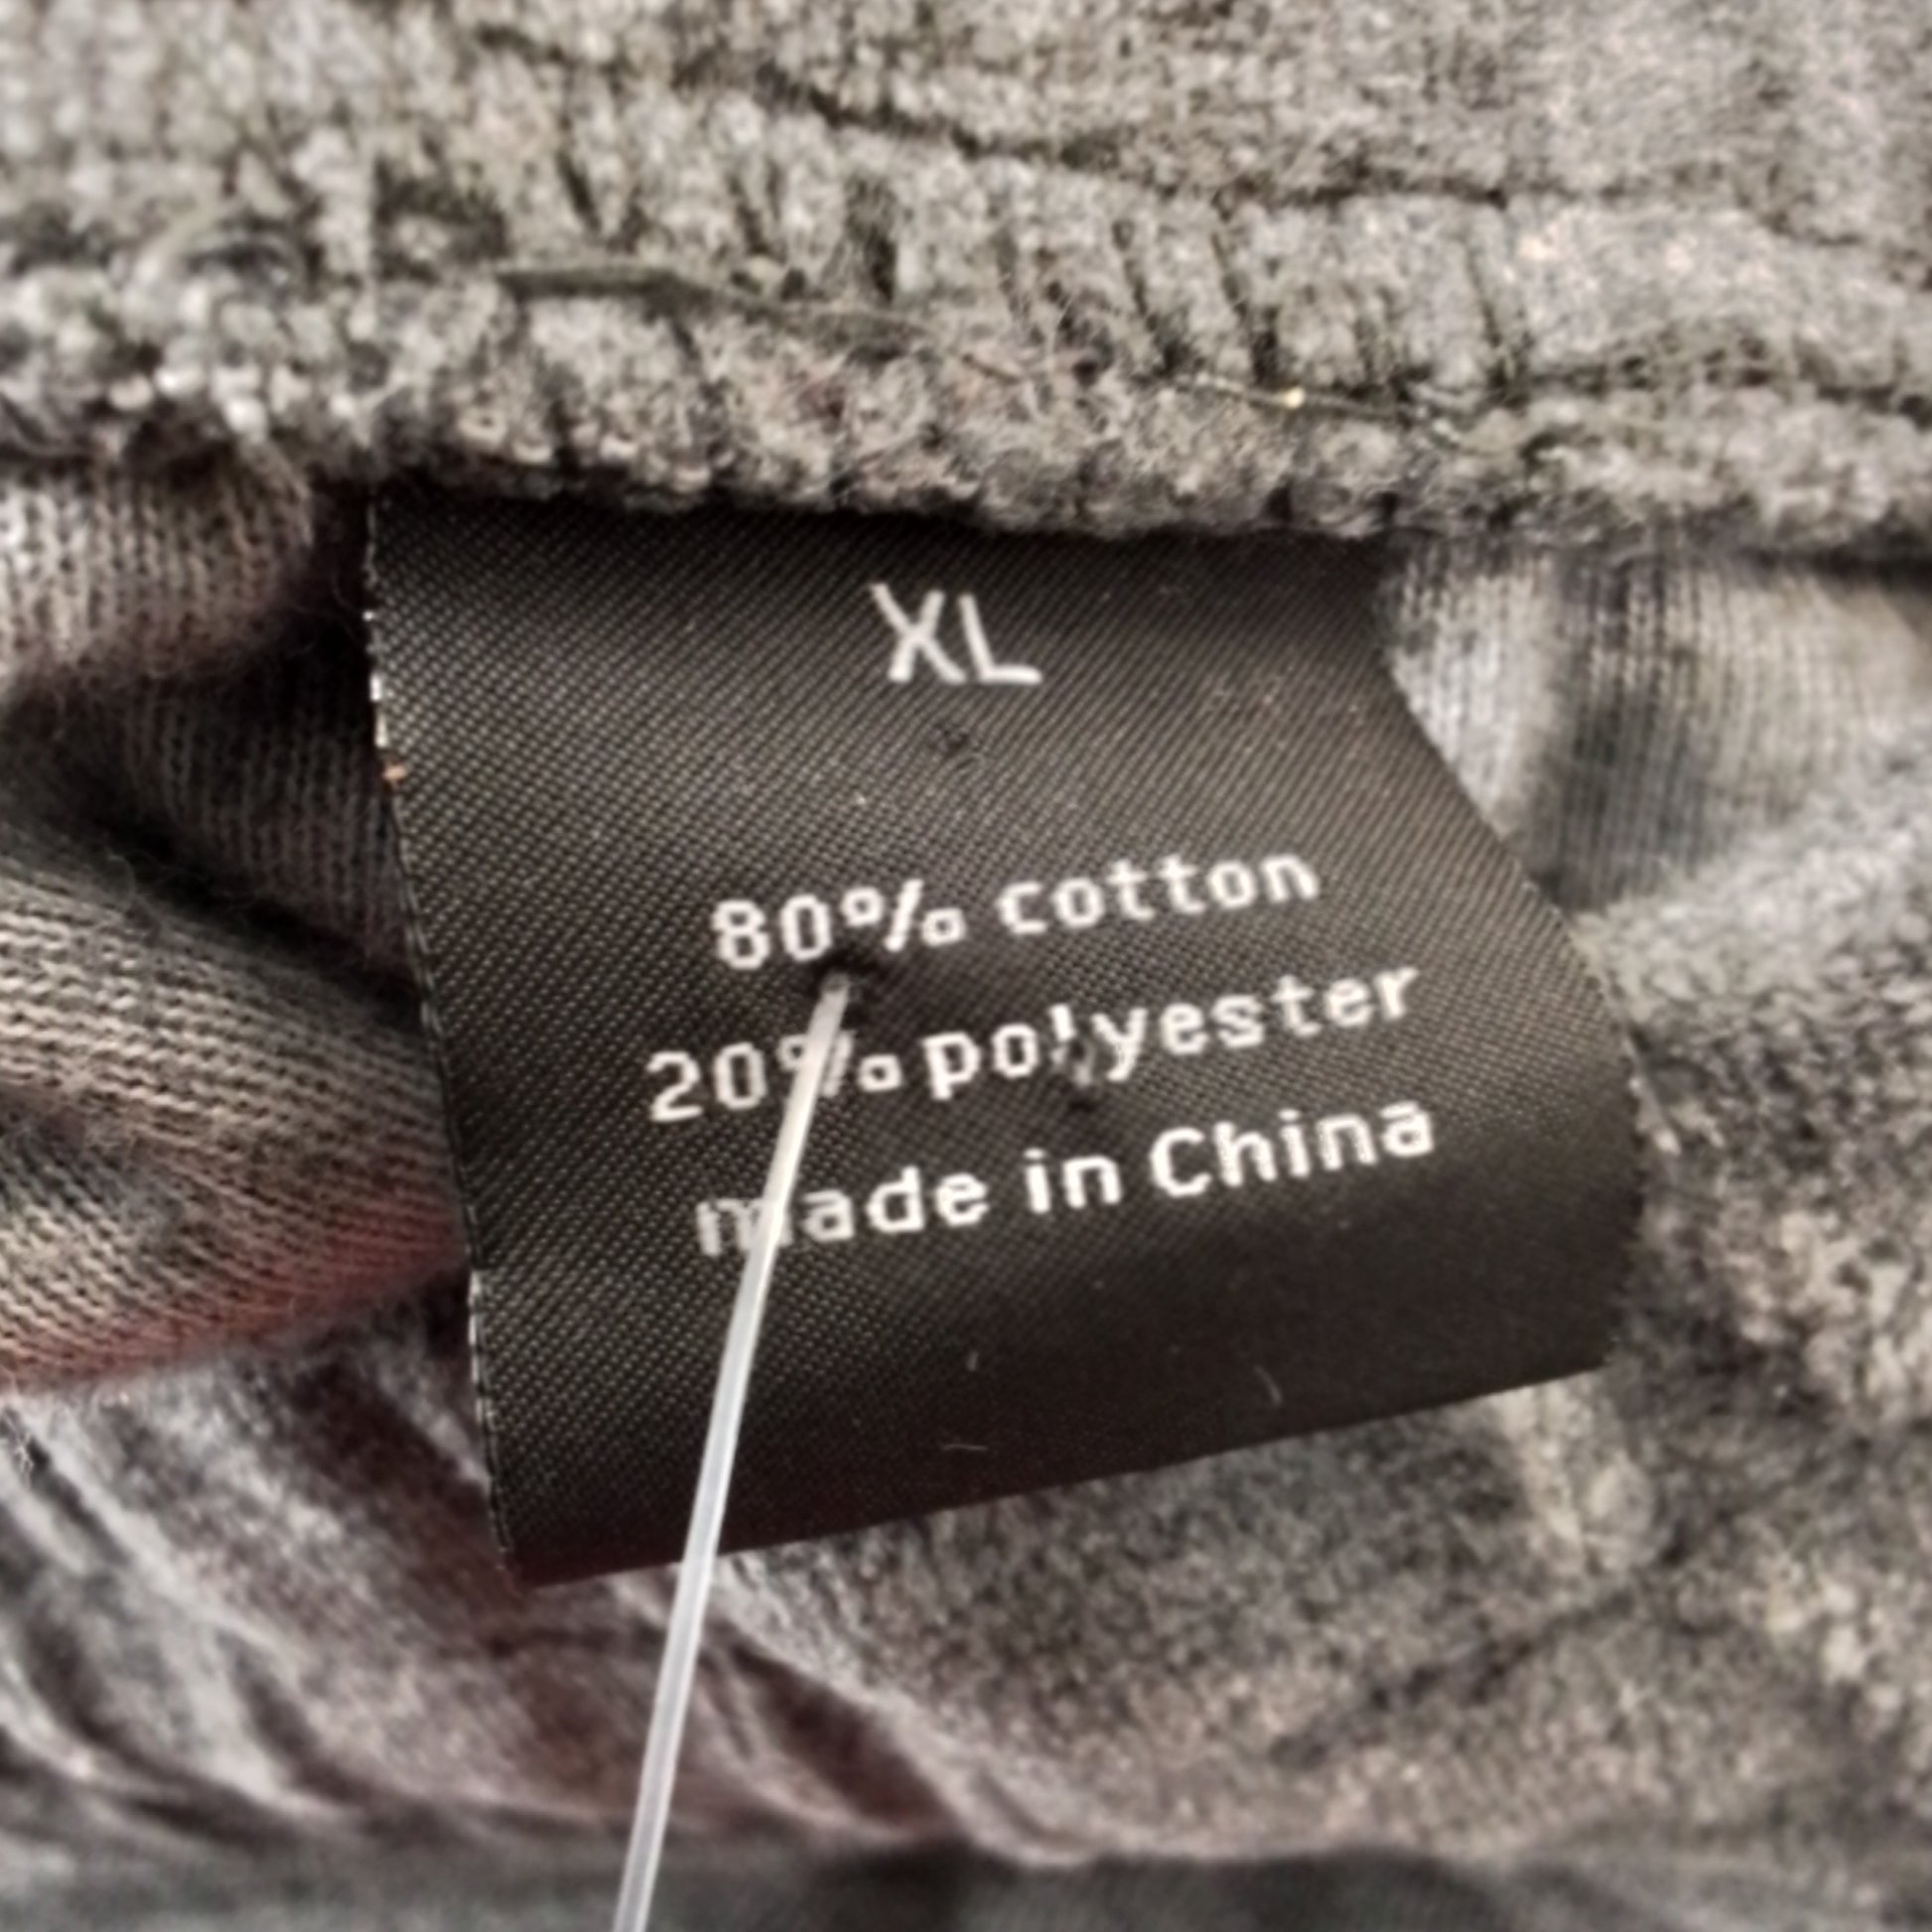 XL
80% cotton
20% polyester
made in China